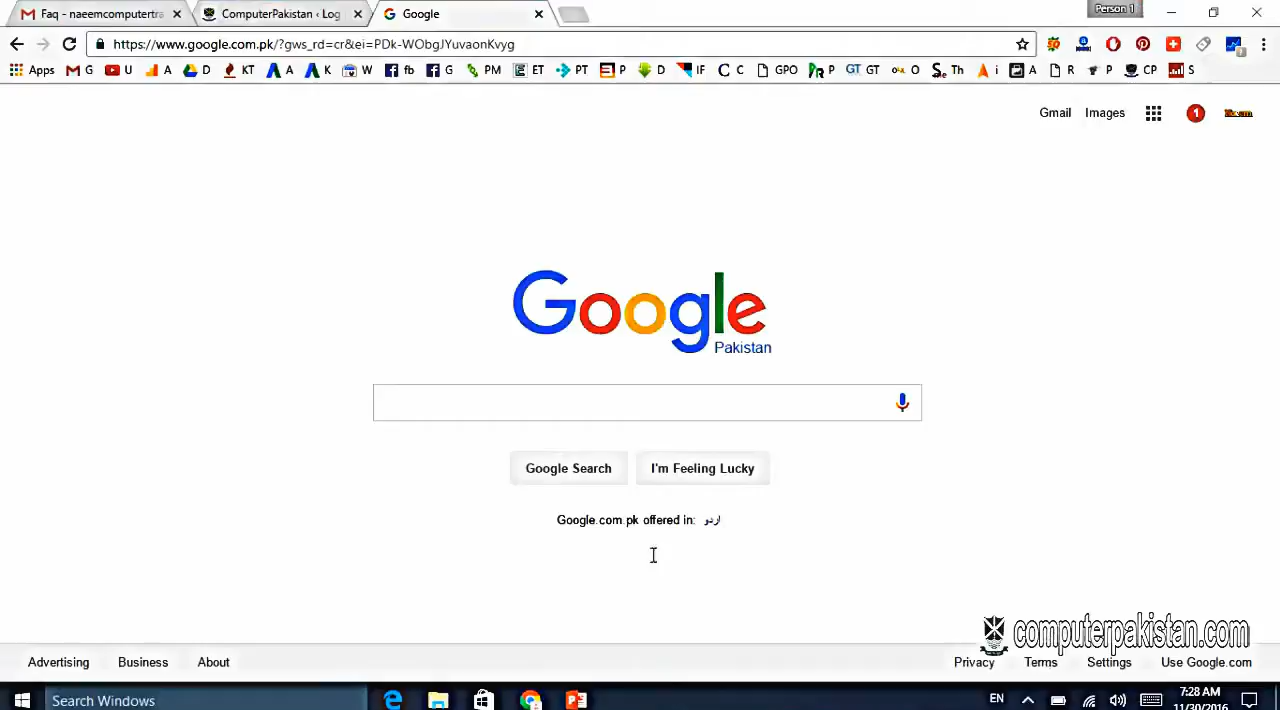 Faq - naeemcomputertra
ComputerPakistan ‹ Log
Google
Person 1
https://www.google.com.pk/?gws_rd=cr&ei=PDk-WObgJYuvaonKvyg
Apps G U A D KT A K W fb G PM ET PT P D IF C GPO P GT O Th i A R P CP S
Gmail Images 1
Google
Pakistan
Google Search I'm Feeling Lucky
Google.com.pk offered in: اردو
computerpakistan.com
Advertising Business About Privacy Terms Settings Use Google.com
Search Windows EN 7:28 AM
11/30/2016